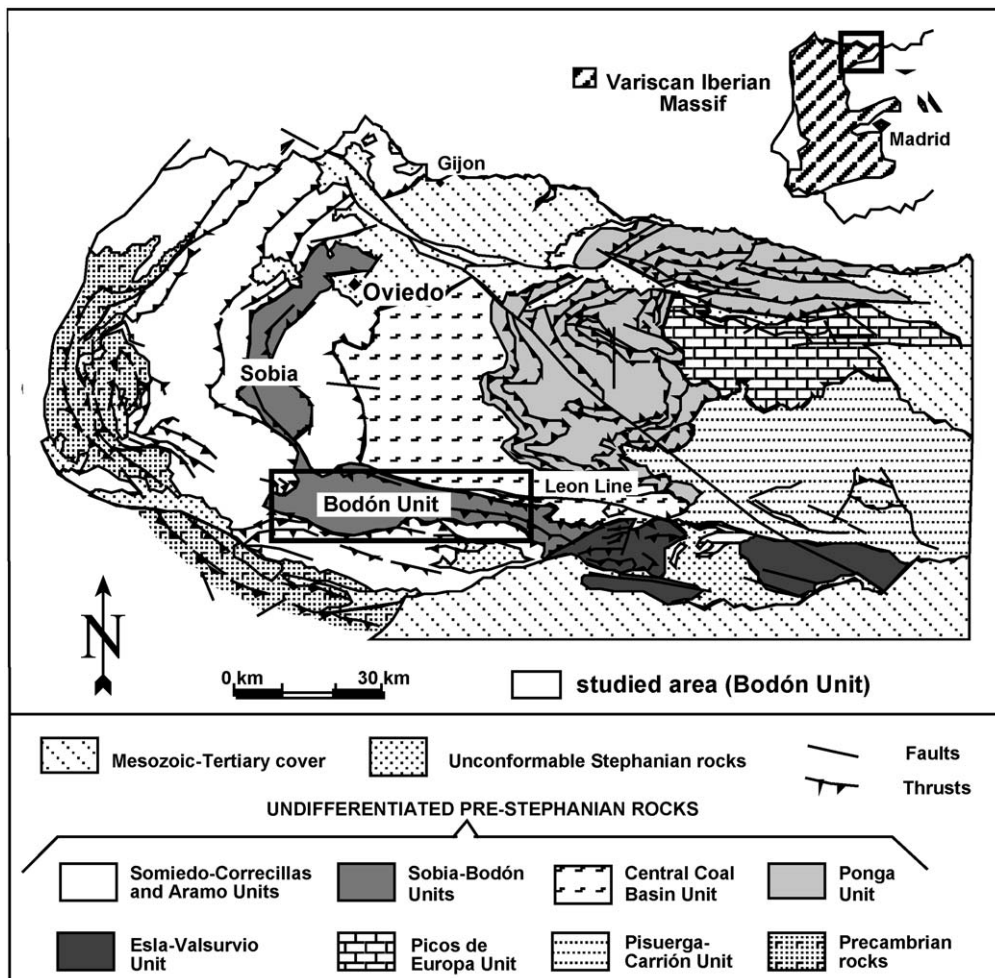 Variscan Iberian
Massif
Madrid
Gijon
Oviedo
Sobia
Leon Line
Bodón Unit
N
0 km 30 km
studied area (Bodón Unit)
Mesozoic-Tertiary cover
Unconformable Stephanian rocks
Faults
Thrusts
UNDIFFERENTIATED PRE-STEPHANIAN ROCKS
Somiedo-Correcillas
and Aramo Units
Sobia-Bodón
Units
Central Coal
Basin Unit
Ponga
Unit
Esla-Valsurvio
Unit
Picos de
Europa Unit
Pisuerga-
Carrión Unit
Precambrian
rocks